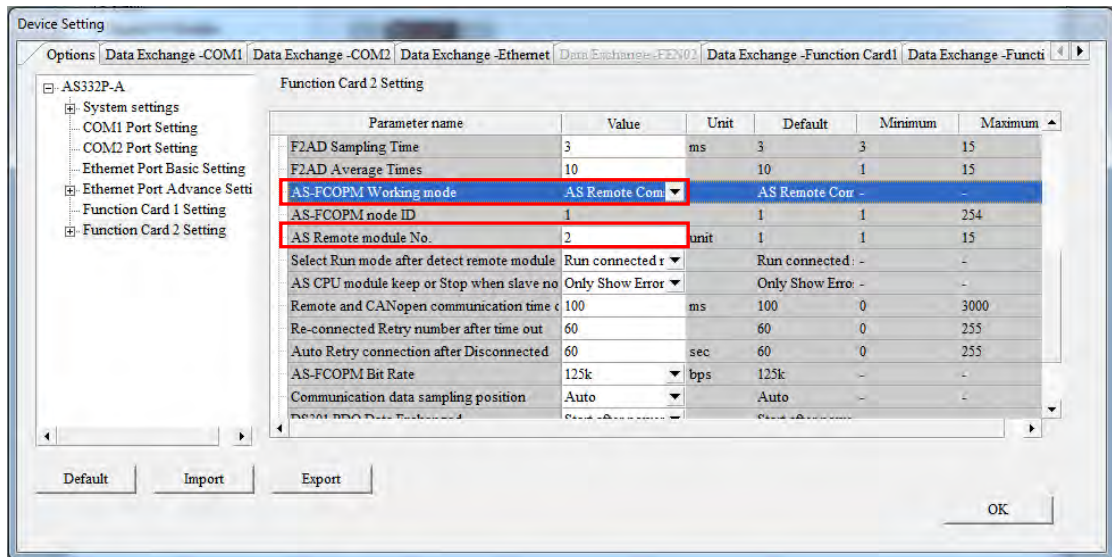 Device Setting
Options Data Exchange -COM1 Data Exchange -COM2 Data Exchange -Ethernet Data Exchange -FEN02 Data Exchange -Function Card1 Data Exchange -Functi
AS332P-A
System settings
COM1 Port Setting
COM2 Port Setting
Ethernet Port Basic Setting
Ethernet Port Advance Setti
Function Card 1 Setting
Function Card 2 Setting
Function Card 2 Setting
Parameter name Value Unit Default Minimum Maximum
F2AD Sampling Time 3 ms 3 3 15
F2AD Average Times 10 10 1 15
AS-FCOPM Working mode AS Remote Com AS Remote Com - -
AS-FCOPM node ID 1 1 1 254
AS Remote module No. 2 unit 1 1 15
Select Run mode after detect remote module Run connected r Run connected - -
AS CPU module keep or Stop when slave no Only Show Error Only Show Erro - -
Remote and CANopen communication time 100 ms 100 0 3000
Re-connected Retry number after time out 60 60 0 255
Auto Retry connection after Disconnected 60 sec 60 0 255
AS-FCOPM Bit Rate 125k bps 125k - -
Communication data sampling position Auto Auto - -
Default Import Export
OK